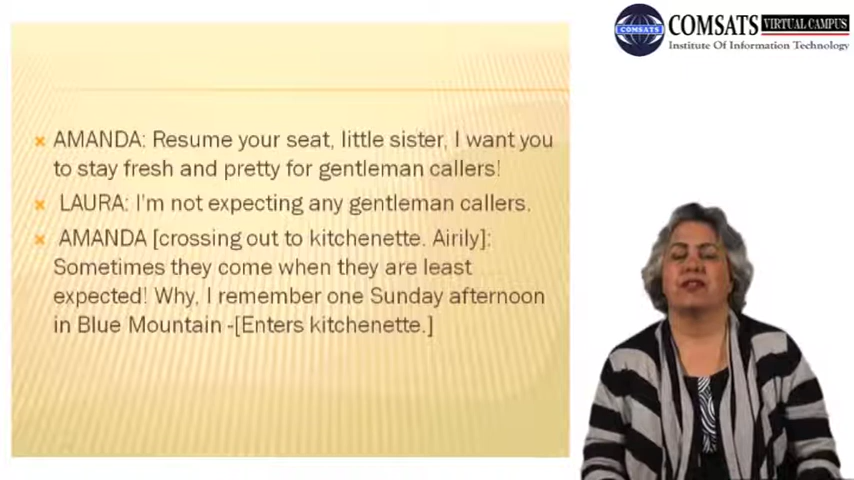 COMSATS VIRTUAL CAMPUS
Institute Of Information Technology
COMSATS
AMANDA: Resume your seat, little sister, I want you
to stay fresh and pretty for gentleman callers!
LAURA: I'm not expecting any gentleman callers.
AMANDA [crossing out to kitchenette. Airily]:
Sometimes they come when they are least
expected! Why, I remember one Sunday afternoon
in Blue Mountain -[Enters kitchenette.]